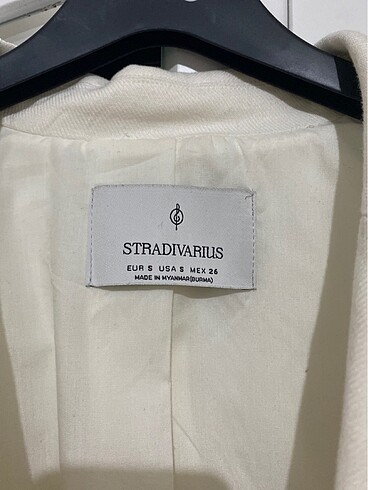 STRADIVARIUS
EUR S USA S MEX 26
MADE IN MYANMAR(BURMA)